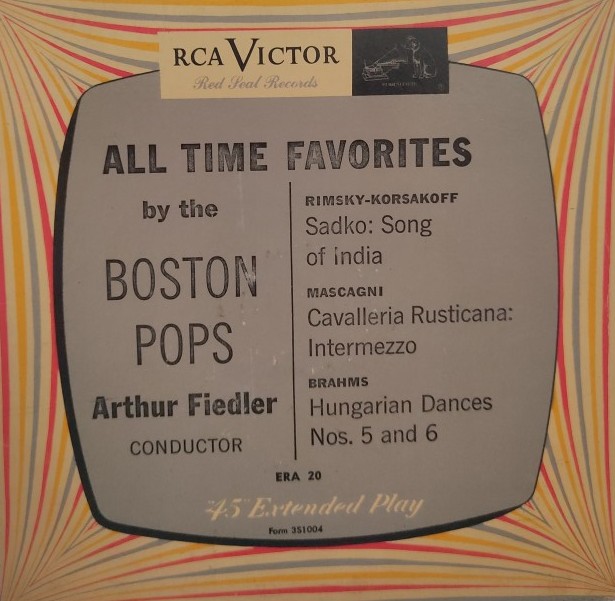 RCA VICTOR
Red Seal Records
ALL TIME FAVORITES
by the
BOSTON
POPS
Arthur Fiedler
CONDUCTOR
RIMSKY-KORSAKOFF
Sadko: Song
of India
MASCAGNI
Cavalleria Rusticana:
Intermezzo
BRAHMS
Hungarian Dances
Nos. 5 and 6
ERA 20
"45" Extended Play
Form 3S1004